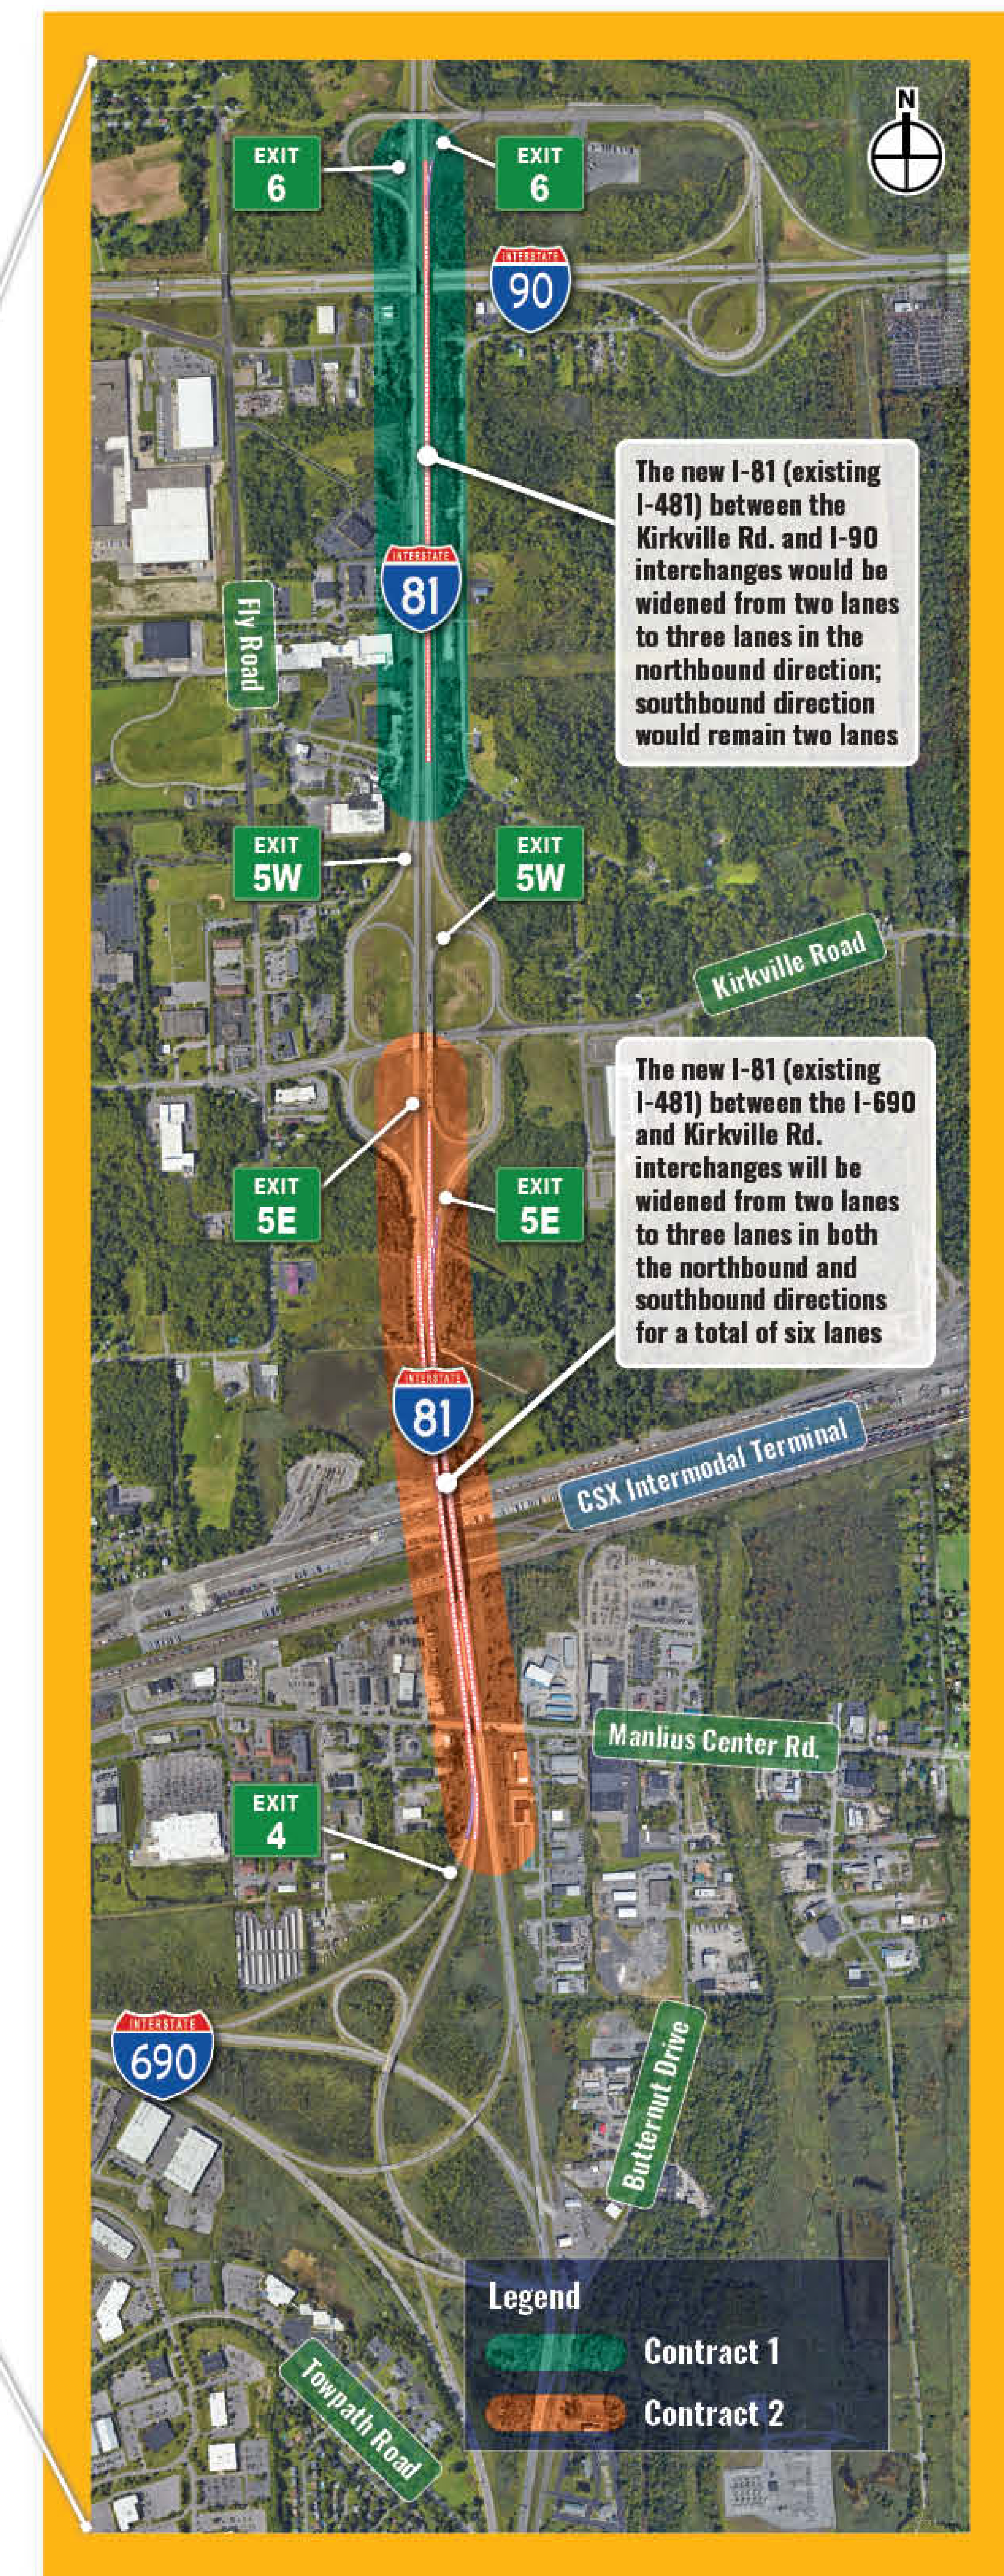 N
EXIT
6
EXIT
6
INTERSTATE
90
The new I-81 (existing
I-481) between the
Kirkville Rd. and I-90
interchanges would be
widened from two lanes
to three lanes in the
northbound direction;
southbound direction
would remain two lanes
INTERSTATE
81
Fly Road
EXIT
5W
EXIT
5W
Kirkville Road
The new I-81 (existing
I-481) between the I-690
and Kirkville Rd.
interchanges will be
widened from two lanes
to three lanes in both
the northbound and
southbound directions
for a total of six lanes
EXIT
5E
EXIT
5E
INTERSTATE
81
CSX Intermodal Terminal
Manlius Center Rd.
EXIT
4
INTERSTATE
690
Butternut Drive
Legend
Contract 1
Contract 2
Towpath Road